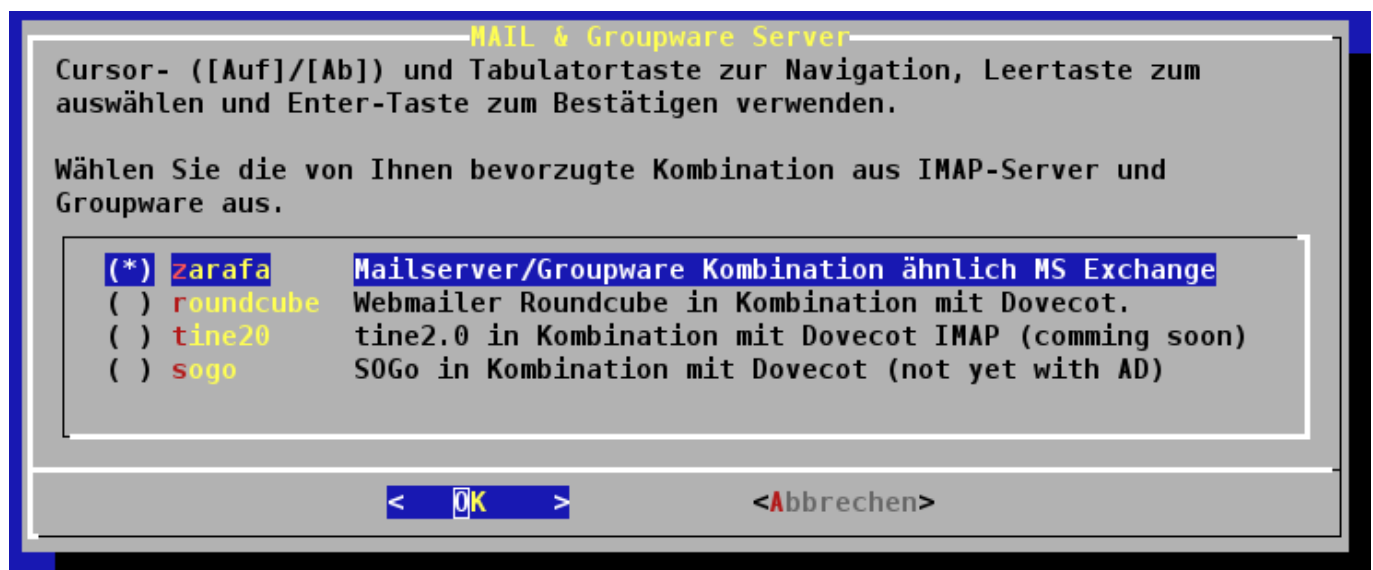 MAIL & Groupware Server
Cursor- ([Auf]/[Ab]) und Tabulatortaste zur Navigation, Leertaste zum
auswählen und Enter-Taste zum Bestätigen verwenden.
Wählen Sie die von Ihnen bevorzugte Kombination aus IMAP-Server und
Groupware aus.
(*) zarafa Mailserver/Groupware Kombination ähnlich MS Exchange
( ) roundcube Webmailer Roundcube in Kombination mit Dovecot.
( ) tine20 tine2.0 in Kombination mit Dovecot IMAP (comming soon)
( ) sogo SOGo in Kombination mit Dovecot (not yet with AD)
< OK > <Abbrechen>